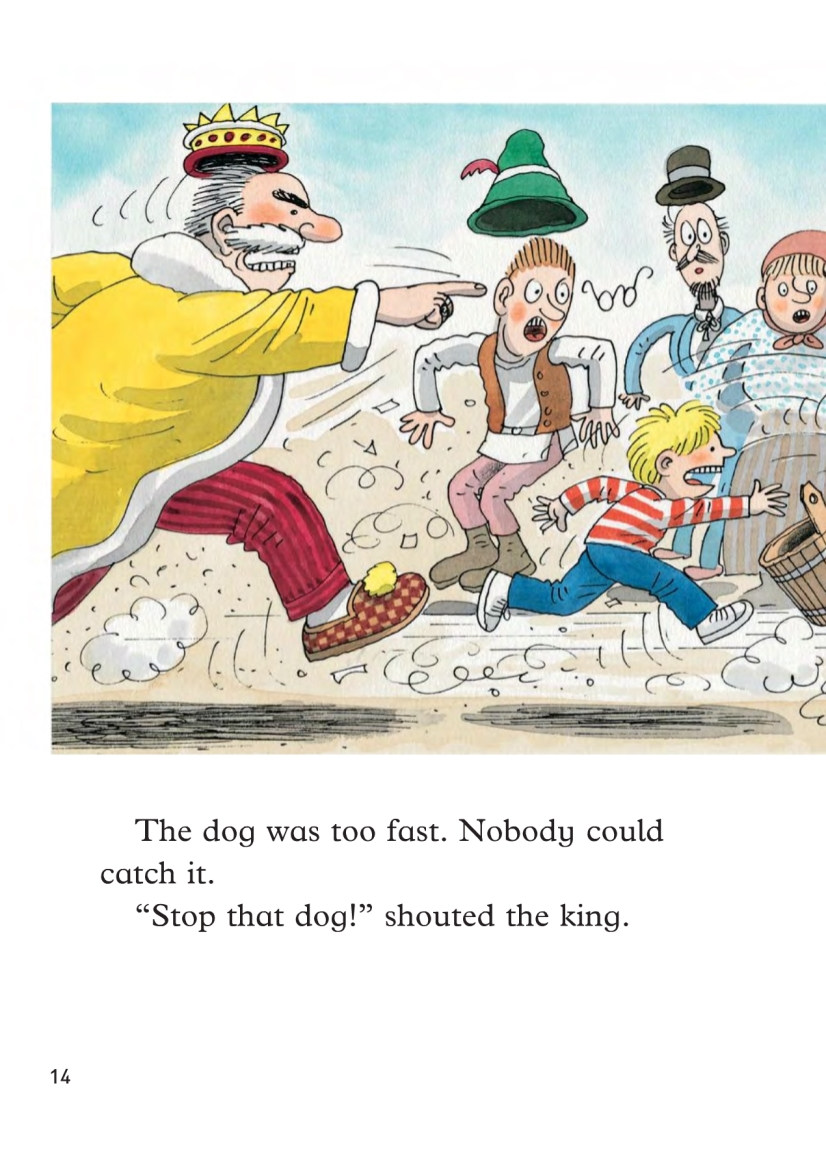 The dog was too fast. Nobody could
catch it.
“Stop that dog!” shouted the king.
14